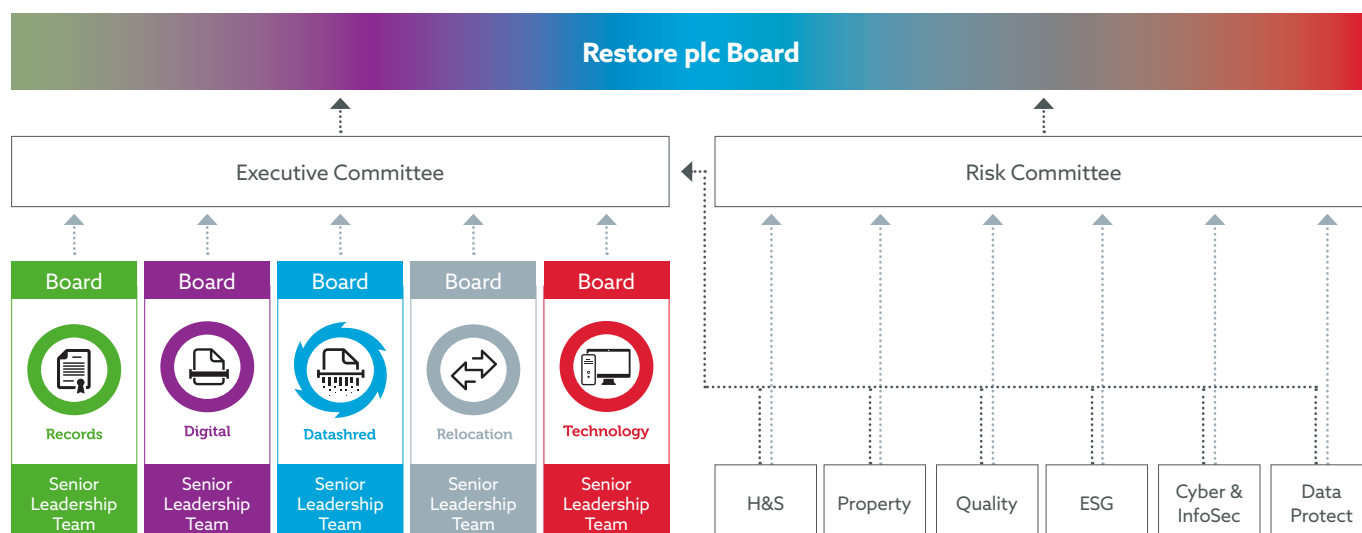 Restore plc Board
Executive Committee
Risk Committee
Board
Board
Board
Board
Board
Records
Digital
Datashred
Relocation
Technology
Senior
Leadership
Team
Senior
Leadership
Team
Senior
Leadership
Team
Senior
Leadership
Team
Senior
Leadership
Team
H&S
Property
Quality
ESG
Cyber &
InfoSec
Data
Protect